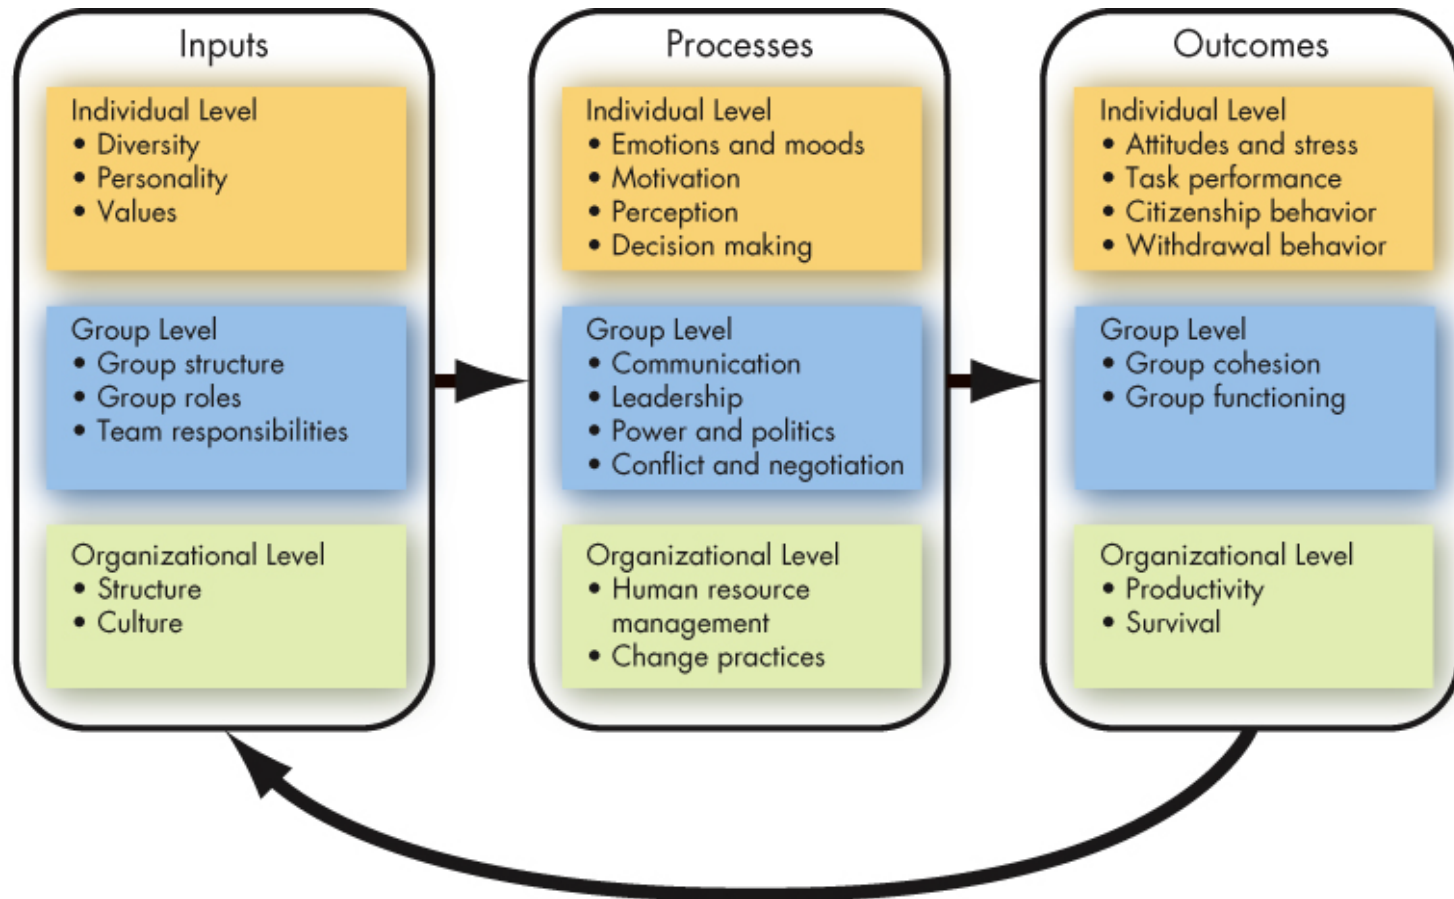 Inputs
Individual Level
• Diversity
• Personality
• Values
Group Level
• Group structure
• Group roles
• Team responsibilities
Organizational Level
• Structure
• Culture
Processes
Individual Level
• Emotions and moods
• Motivation
• Perception
• Decision making
Group Level
• Communication
• Leadership
• Power and politics
• Conflict and negotiation
Organizational Level
• Human resource
management
• Change practices
Outcomes
Individual Level
• Attitudes and stress
• Task performance
• Citizenship behavior
• Withdrawal behavior
Group Level
• Group cohesion
• Group functioning
Organizational Level
• Productivity
• Survival